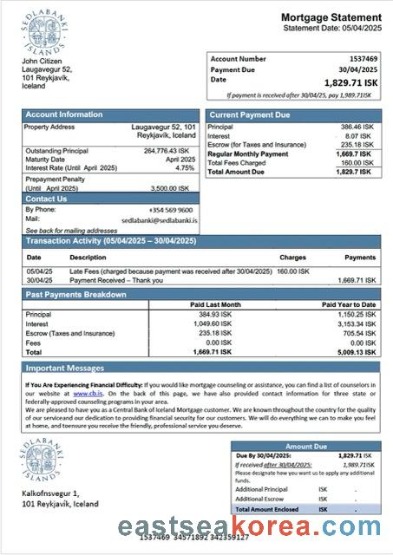 SEDLABANKI
ISLANDS
Mortgage Statement
Statement Date: 05/04/2025
John Citizen
Laugavegur 52,
101 Reykjavík,
Iceland
Account Number 1537469
Payment Due 30/04/2025
Date
1,829.71 ISK
If payment is received after 30/04/25, pay 1,989.71ISK
Account Information
Property Address Laugavegur 52, 101
Reykjavík, Iceland
Outstanding Principal 264,776.43 ISK
Maturity Date April 2025
Interest Rate (Until April 2025) 4.75%
Prepayment Penalty
(Until April 2025) 3,500.00 ISK
Contact Us
By Phone: +354 569 9600
Mail: sedlabanki@sedlabanki.is
See back for mailing addresses
Current Payment Due
Principal 386.46 ISK
Interest 8.07 ISK
Escrow (for Taxes and Insurance) 235.18 ISK
Regular Monthly Payment 1,669.7 ISK
Total Fees Charged 160.00 ISK
Total Amount Due 1,829.7 ISK
Transaction Activity (05/04/2025 – 30/04/2025)
Date Description Charges Payments
05/04/25 Late Fees (charged because payment was received after 30/04/2025) 160.00 ISK
30/04/25 Payment Received – Thank you 1,669.71 ISK
Past Payments Breakdown
Paid Last Month Paid Year to Date
Principal 384.93 ISK 1,150.25 ISK
Interest 1,049.60 ISK 3,153.34 ISK
Escrow (Taxes and Insurance) 235.18 ISK 705.54 ISK
Fees 0.00 ISK 0.00 ISK
Total 1,669.71 ISK 5,009.13 ISK
Important Messages
If You Are Experiencing Financial Difficulty: If you would like mortgage counseling or assistance, you can find a list of counselors in
our website at www.cb.is. On the back of this page, we have also provided contact information for three state or
federally approved counseling programs in your area.
We are pleased to have you as a Central Bank of Iceland Mortgage customer. We are known throughout the country for the quality
of our service and our dedication to providing financial security for our customers. We will do everything we can to make you feel
at home, and to ensure you receive the friendly, professional service you deserve.
SEDLABANKI
ISLANDS
Kalkofnsvegur 1,
101 Reykjavík, Iceland
Amount Due
Due By 30/04/2025: 1,829.71 ISK
If received after 30/04/2025: 1,989.71ISK
Please designate how you want us to apply any additional
funds.
Additional Principal ISK .
Additional Escrow ISK .
Total Amount Enclosed ISK .
eastseakorea.com
1537469 34571892 342359127